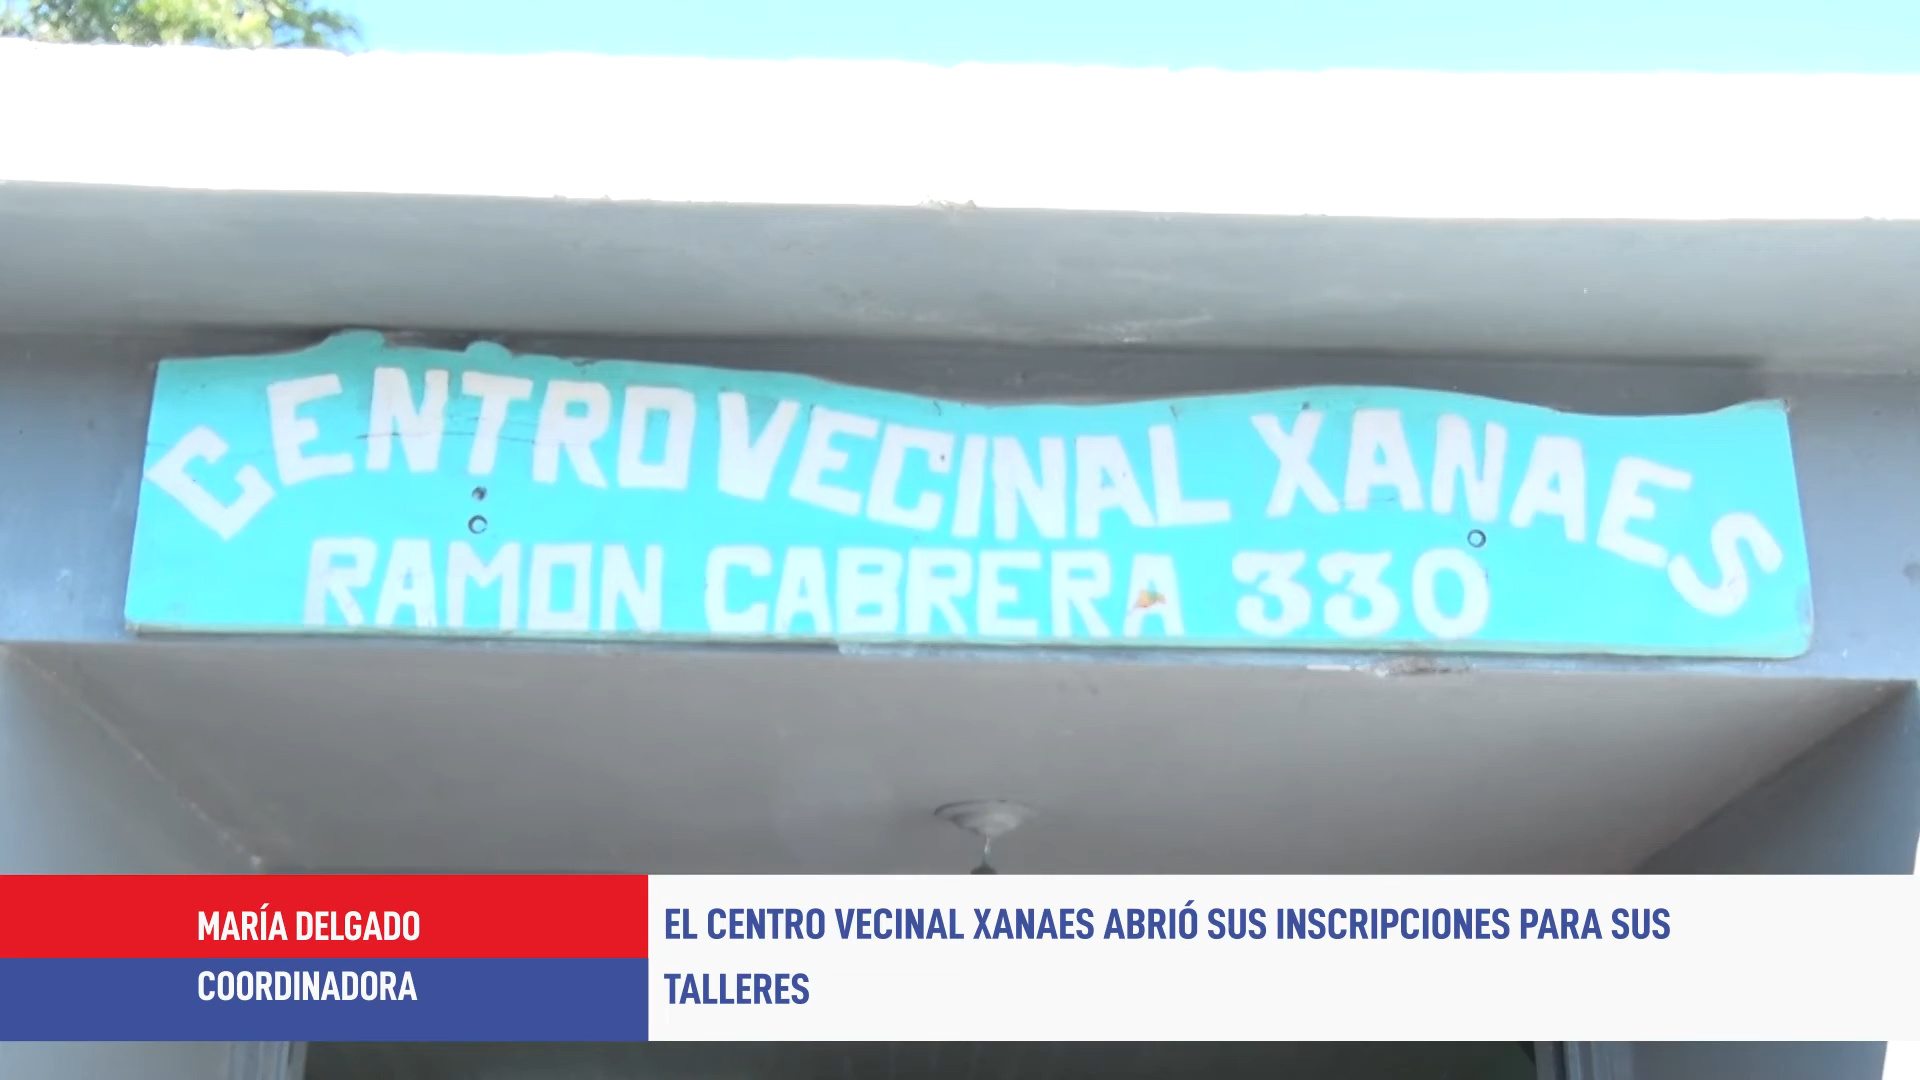 CENTRO VECINAL XANAES
RAMON CABRERA 330
MARÍA DELGADO
COORDINADORA
EL CENTRO VECINAL XANAES ABRIÓ SUS INSCRIPCIONES PARA SUS
TALLERES